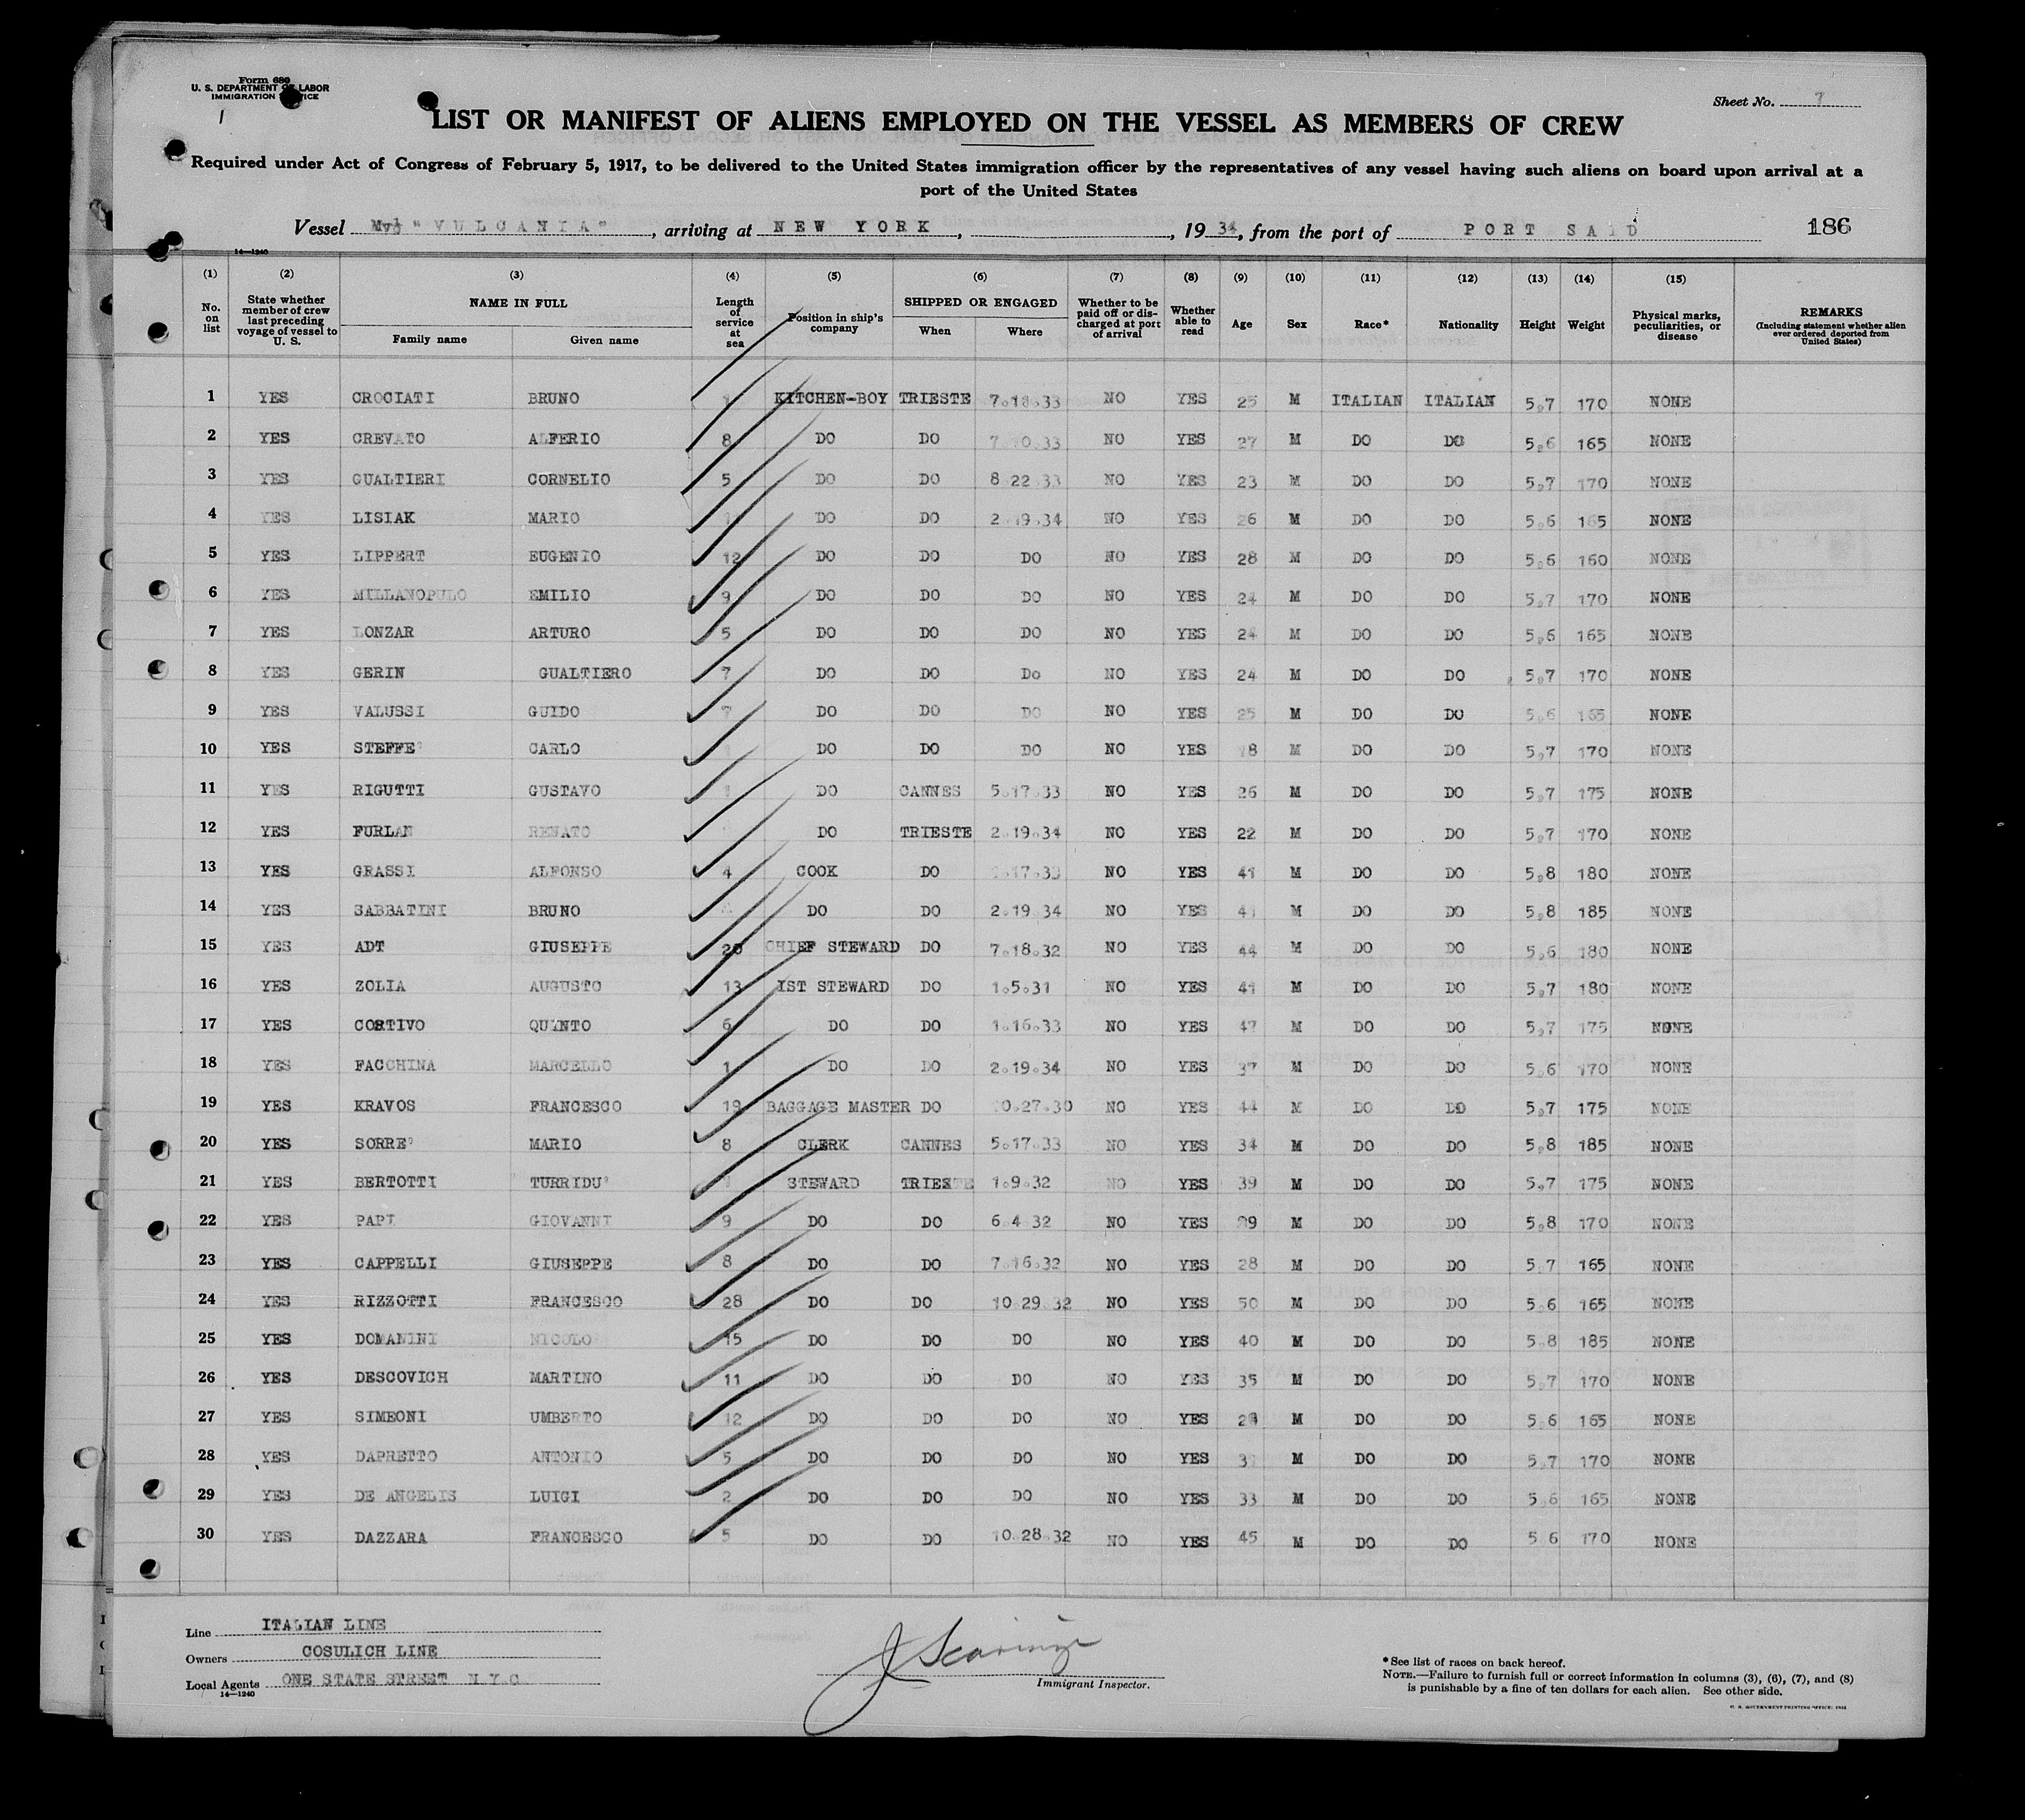 Form 680
U. S. DEPARTMENT OF LABOR
IMMIGRATION SERVICE
Sheet No. 7
LIST OR MANIFEST OF ALIENS EMPLOYED ON THE VESSEL AS MEMBERS OF CREW
Required under Act of Congress of February 5, 1917, to be delivered to the United States immigration officer by the representatives of any vessel having such aliens on board upon arrival at a
port of the United States
Vessel "VULCANIA", arriving at NEW YORK, , 1934, from the port of PORT SAID 186
14—1240
(1) (2) (3) (4) (5) (6) (7) (8) (9) (10) (11) (12) (13) (14) (15)
No. on list
State whether member of crew last preceding voyage of vessel to U. S.
NAME IN FULL
Family name Given name
Length of service at sea
Position in ship's company
SHIPPED OR ENGAGED
When Where
Whether to be paid off or discharged at port of arrival
Whether able to read
Age Sex Race* Nationality Height Weight
Physical marks, peculiarities, or disease
REMARKS
(Including statement whether alien ever ordered deported from United States)
1 YES CROCIATI BRUNO KITCHEN-BOY TRIESTE 7.18.33 NO YES 25 M ITALIAN ITALIAN 5.7 170 NONE
2 YES CREVATO ALFERIO 8 DO DO NO YES 27 M DO DO 5.6 165 NONE
3 YES GUALTIERI CORNELIO 5 DO DO 8.22.33 NO YES 23 M DO DO 5.7 170 NONE
4 YES LISIAK MARIO DO DO 2.19.34 NO YES 26 M DO DO 5.6 165 NONE
5 YES LIPPERT EUGENIO 12 DO DO DO NO YES 28 M DO DO 5.6 160 NONE
6 YES MILLANOPULO EMILIO 9 DO DO DO NO YES 24 M DO DO 5.7 170 NONE
7 YES LONZAR ARTURO 5 DO DO DO NO YES 24 M DO DO 5.6 165 NONE
8 YES GERIN GUALTIERO 7 DO DO Do NO YES 24 M DO DO 5.7 170 NONE
9 YES VALUSSI GUIDO 7 DO DO DO NO YES 25 M DO DO 5.6 165 NONE
10 YES STEFFE' CARLO DO DO DO NO YES 18 M DO DO 5.7 170 NONE
11 YES RIGUTTI GUSTAVO DO CANNES 5.17.33 NO YES 26 M DO DO 5.7 175 NONE
12 YES FURLAN RENATO DO TRIESTE 2.19.34 NO YES 22 M DO DO 5.7 170 NONE
13 YES GRASSI ALFONSO 4 COOK DO NO YES 41 M DO DO 5.8 180 NONE
14 YES SABBATINI BRUNO DO DO 2.19.34 NO YES 41 M DO DO 5.8 185 NONE
15 YES ADT GIUSEPPE 20 CHIEF STEWARD DO 7.18.32 NO YES 44 M DO DO 5.6 180 NONE
16 YES ZOLIA AUGUSTO 13 IST STEWARD DO 1.5.31 NO YES 41 M DO DO 5.7 180 NONE
17 YES COSTIVO QUINTO 6 DO DO 1.16.33 NO YES 47 M DO DO 5.7 175 NONE
18 YES FACCHINA MARCELLO 1 DO DO 2.19.34 NO YES 37 M DO DO 5.6 170 NONE
19 YES KRAVOS FRANCESCO 19 BAGGAGE MASTER DO 10.27.30 NO YES 44 M DO DO 5.7 175 NONE
20 YES SORRE' MARIO 8 CLERK CANNES 5.17.33 NO YES 34 M DO DO 5.8 185 NONE
21 YES BERTOTTI TURRIDU' STEWARD TRIESTE 1.9.32 NO YES 39 M DO DO 5.7 175 NONE
22 YES PAPI GIOVANNI 9 DO DO 6.4.32 NO YES 39 M DO DO 5.8 170 NONE
23 YES CAPPELLI GIUSEPPE 8 DO DO 7.16.32 NO YES 28 M DO DO 5.7 165 NONE
24 YES RIZZOTTI FRANCESCO 28 DO DO 10.29.32 NO YES 50 M DO DO 5.6 165 NONE
25 YES DOMANINI NICOLO 15 DO DO DO NO YES 40 M DO DO 5.8 185 NONE
26 YES DESCOVICH MARTINO 11 DO DO DO NO YES 35 M DO DO 5.7 170 NONE
27 YES SIMEONI UMBERTO 12 DO DO DO NO YES M DO DO 5.6 165 NONE
28 YES DAPRETTO ANTONIO 5 DO DO DO NO YES M DO DO 5.7 170 NONE
29 YES DE ANGELIS LUIGI 2 DO DO DO NO YES 33 M DO DO 5.6 165 NONE
30 YES DAZZARA FRANCESCO 5 DO DO 10.28.32 NO YES 45 M DO DO 5 6 170 NONE
Line ITALIAN LINE
Owners COSULICH LINE
Local Agents ONE STATE STREET N.Y.C.
14—1240
Immigrant Inspector.
* See list of races on back hereof.
NOTE.—Failure to furnish full or correct information in columns (3), (6), (7), and (8)
is punishable by a fine of ten dollars for each alien. See other side.